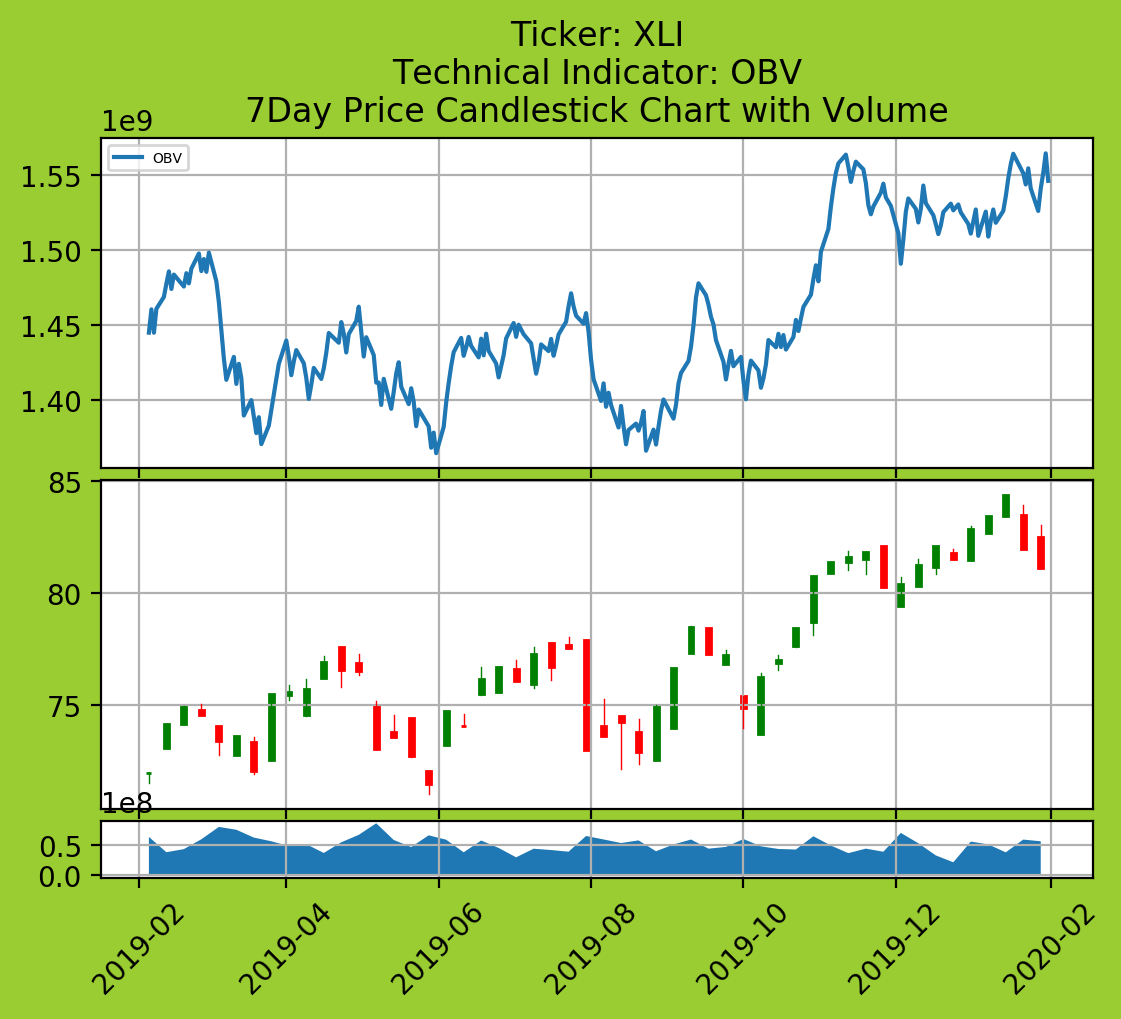 Ticker: XLI
Technical Indicator: OBV
7Day Price Candlestick Chart with Volume
1e9
OBV
1.55
1.50
1.45
1.40
85
80
75
1e8
0.5
0.0
2019-02
2019-04
2019-06
2019-08
2019-10
2019-12
2020-02